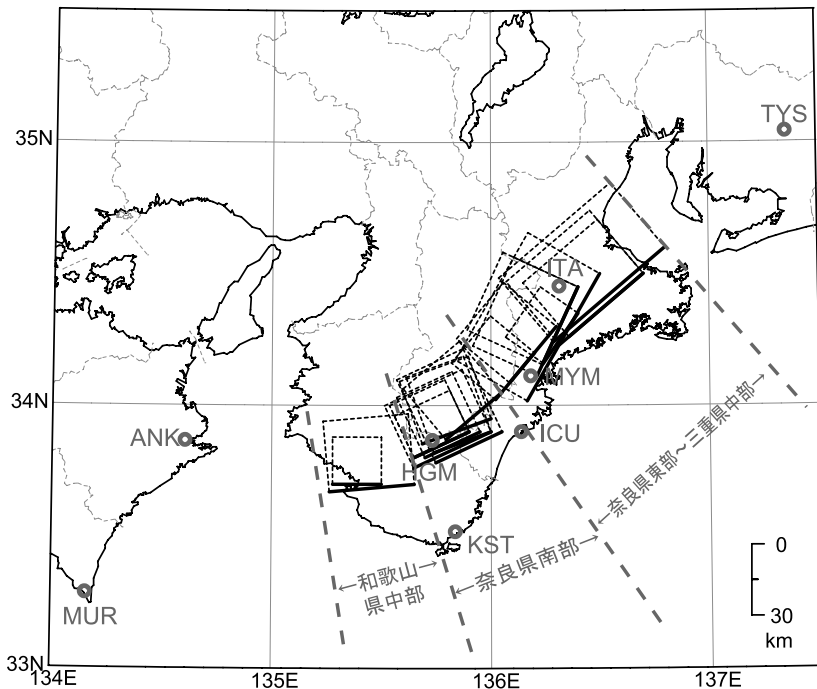 TYS
35N
ITA
MYM
34N
ANK
ICU
HGM
←奈良県東部～三重県中部→
KST
0
←和歌山→
県中部
←奈良県南部→
MUR
30
km
33N
134E
135E
136E
137E